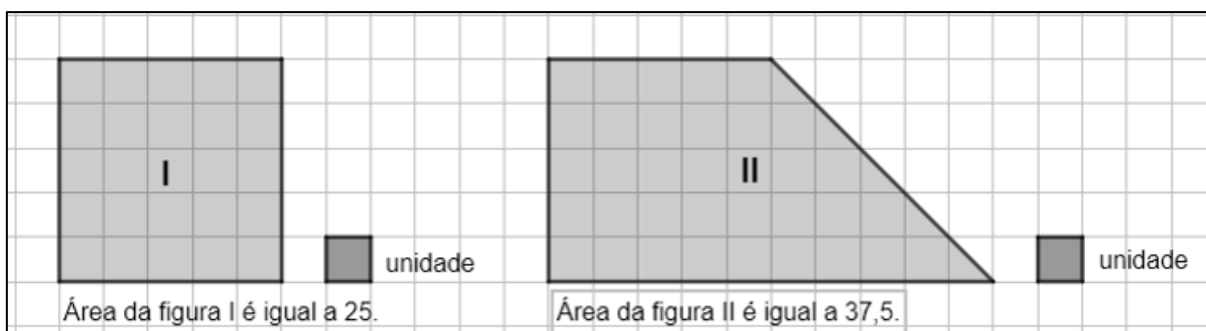 I
II
unidade
unidade
Área da figura I é igual a 25.
Área da figura II é igual a 37,5.